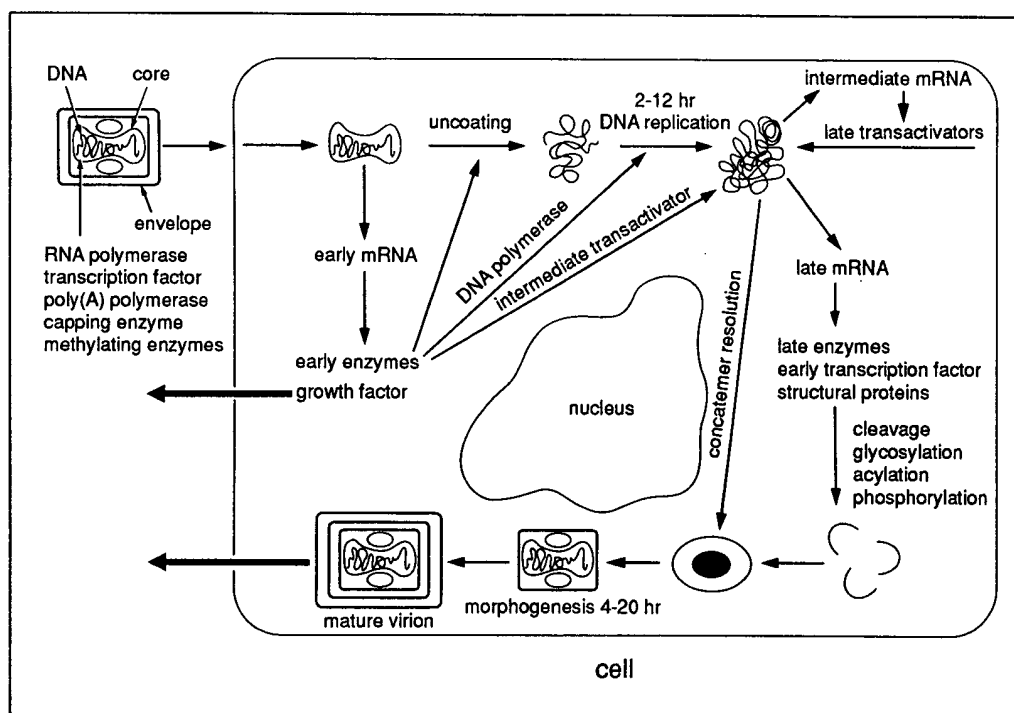 DNA
core
envelope
RNA polymerase
transcription factor
poly(A) polymerase
capping enzyme
methylating enzymes
uncoating
2-12 hr
DNA replication
intermediate mRNA
late transactivators
early mRNA
DNA polymerase
intermediate transactivator
early enzymes
growth factor
nucleus
concatemer resolution
late mRNA
late enzymes
early transcription factor
structural proteins
cleavage
glycosylation
acylation
phosphorylation
mature virion
morphogenesis 4-20 hr
cell